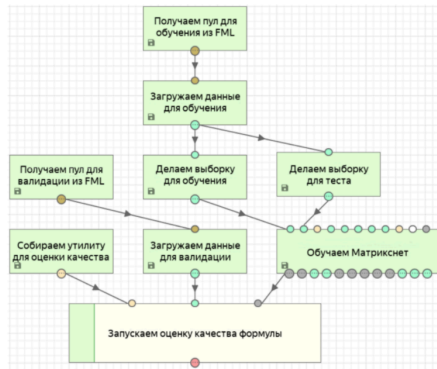 Получаем пул для
обучения из FML
Загружаем данные
для обучения
Получаем пул для
валидации из FML
Делаем выборку
для обучения
Делаем выборку
для теста
Собираем утилиту
для оценки качества
Загружаем данные
для валидации
Обучаем Матрикснет
Запускаем оценку качества формулы